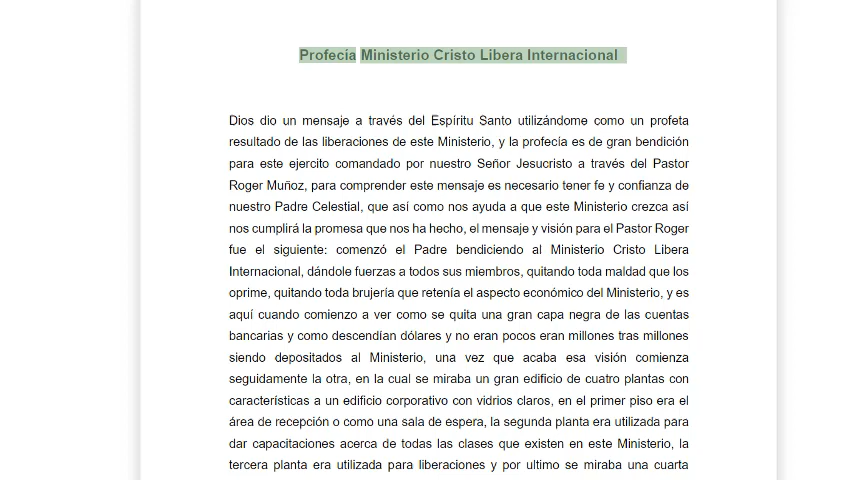 Profecía Ministerio Cristo Libera Internacional
Dios dio un mensaje a través del Espíritu Santo utilizándome como un profeta
resultado de las liberaciones de este Ministerio, y la profecía es de gran bendición
para este ejercito comandado por nuestro Señor Jesucristo a través del Pastor
Roger Muñoz, para comprender este mensaje es necesario tener fe y confianza de
nuestro Padre Celestial, que así como nos ayuda a que este Ministerio crezca así
nos cumplirá la promesa que nos ha hecho, el mensaje y visión para el Pastor Roger
fue el siguiente: comenzó el Padre bendiciendo al Ministerio Cristo Libera
Internacional, dándole fuerzas a todos sus miembros, quitando toda maldad que los
oprime, quitando toda brujería que retenía el aspecto económico del Ministerio, y es
aquí cuando comienzo a ver como se quita una gran capa negra de las cuentas
bancarias y como descendían dólares y no eran pocos eran millones tras millones
siendo depositados al Ministerio, una vez que acaba esa visión comienza
seguidamente la otra, en la cual se miraba un gran edificio de cuatro plantas con
características a un edificio corporativo con vidrios claros, en el primer piso era el
área de recepción o como una sala de espera, la segunda planta era utilizada para
dar capacitaciones acerca de todas las clases que existen en este Ministerio, la
tercera planta era utilizada para liberaciones y por ultimo se miraba una cuarta